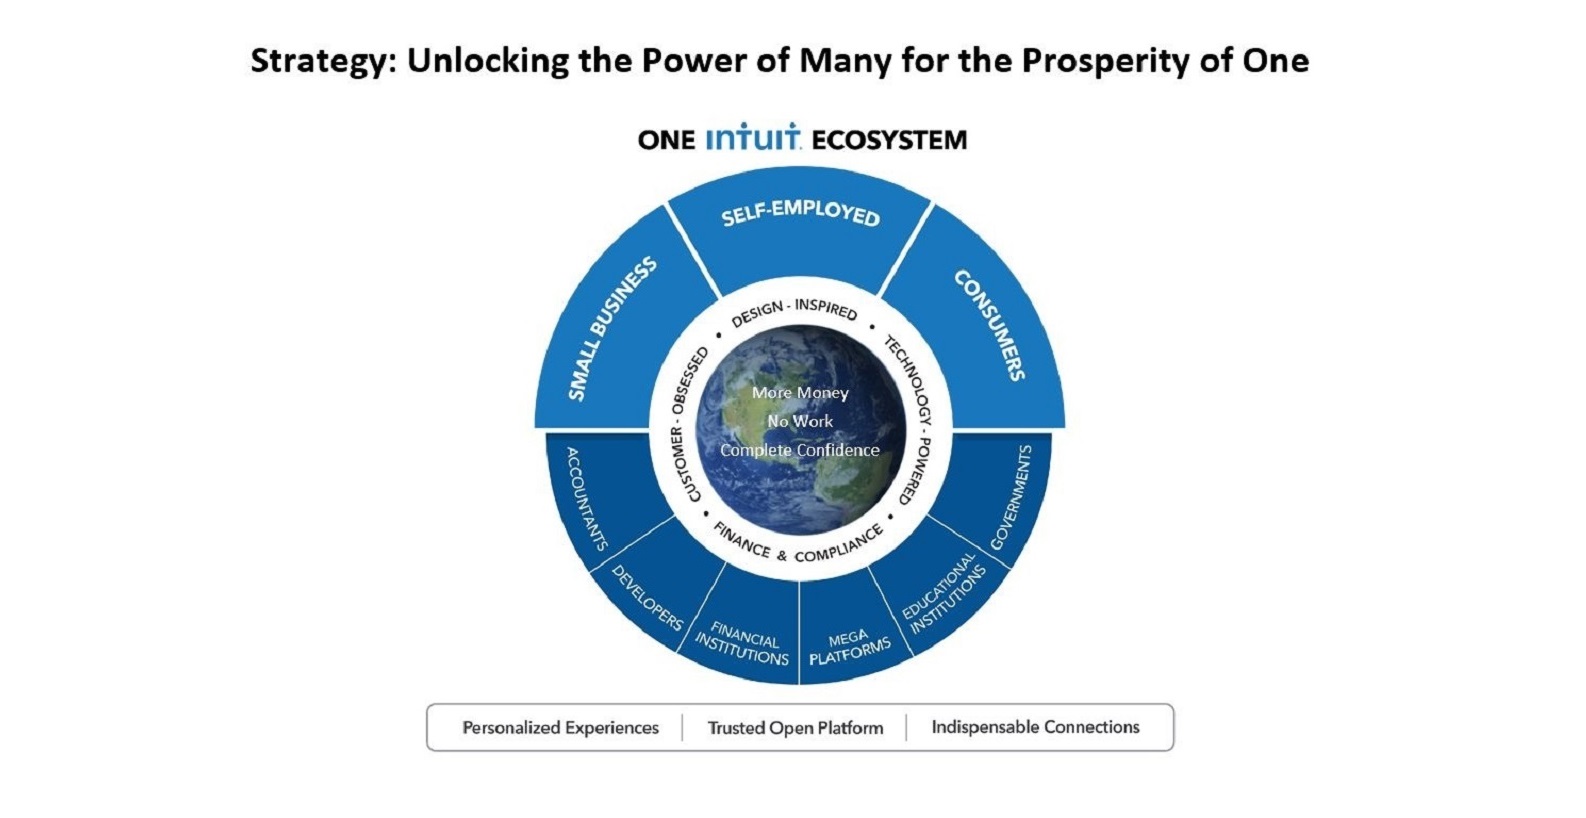 Strategy: Unlocking the Power of Many for the Prosperity of One
ONE intuit. ECOSYSTEM
SMALL BUSINESS
SELF-EMPLOYED
CONSUMERS
CUSTOMER - OBSESSED • DESIGN - INSPIRED • TECHNOLOGY - POWERED • FINANCE & COMPLIANCE •
More Money
No Work
Complete Confidence
ACCOUNTANTS
DEVELOPERS
FINANCIAL
INSTITUTIONS
MEGA
PLATFORMS
EDUCATIONAL
INSTITUTIONS
GOVERNMENTS
Personalized Experiences | Trusted Open Platform | Indispensable Connections